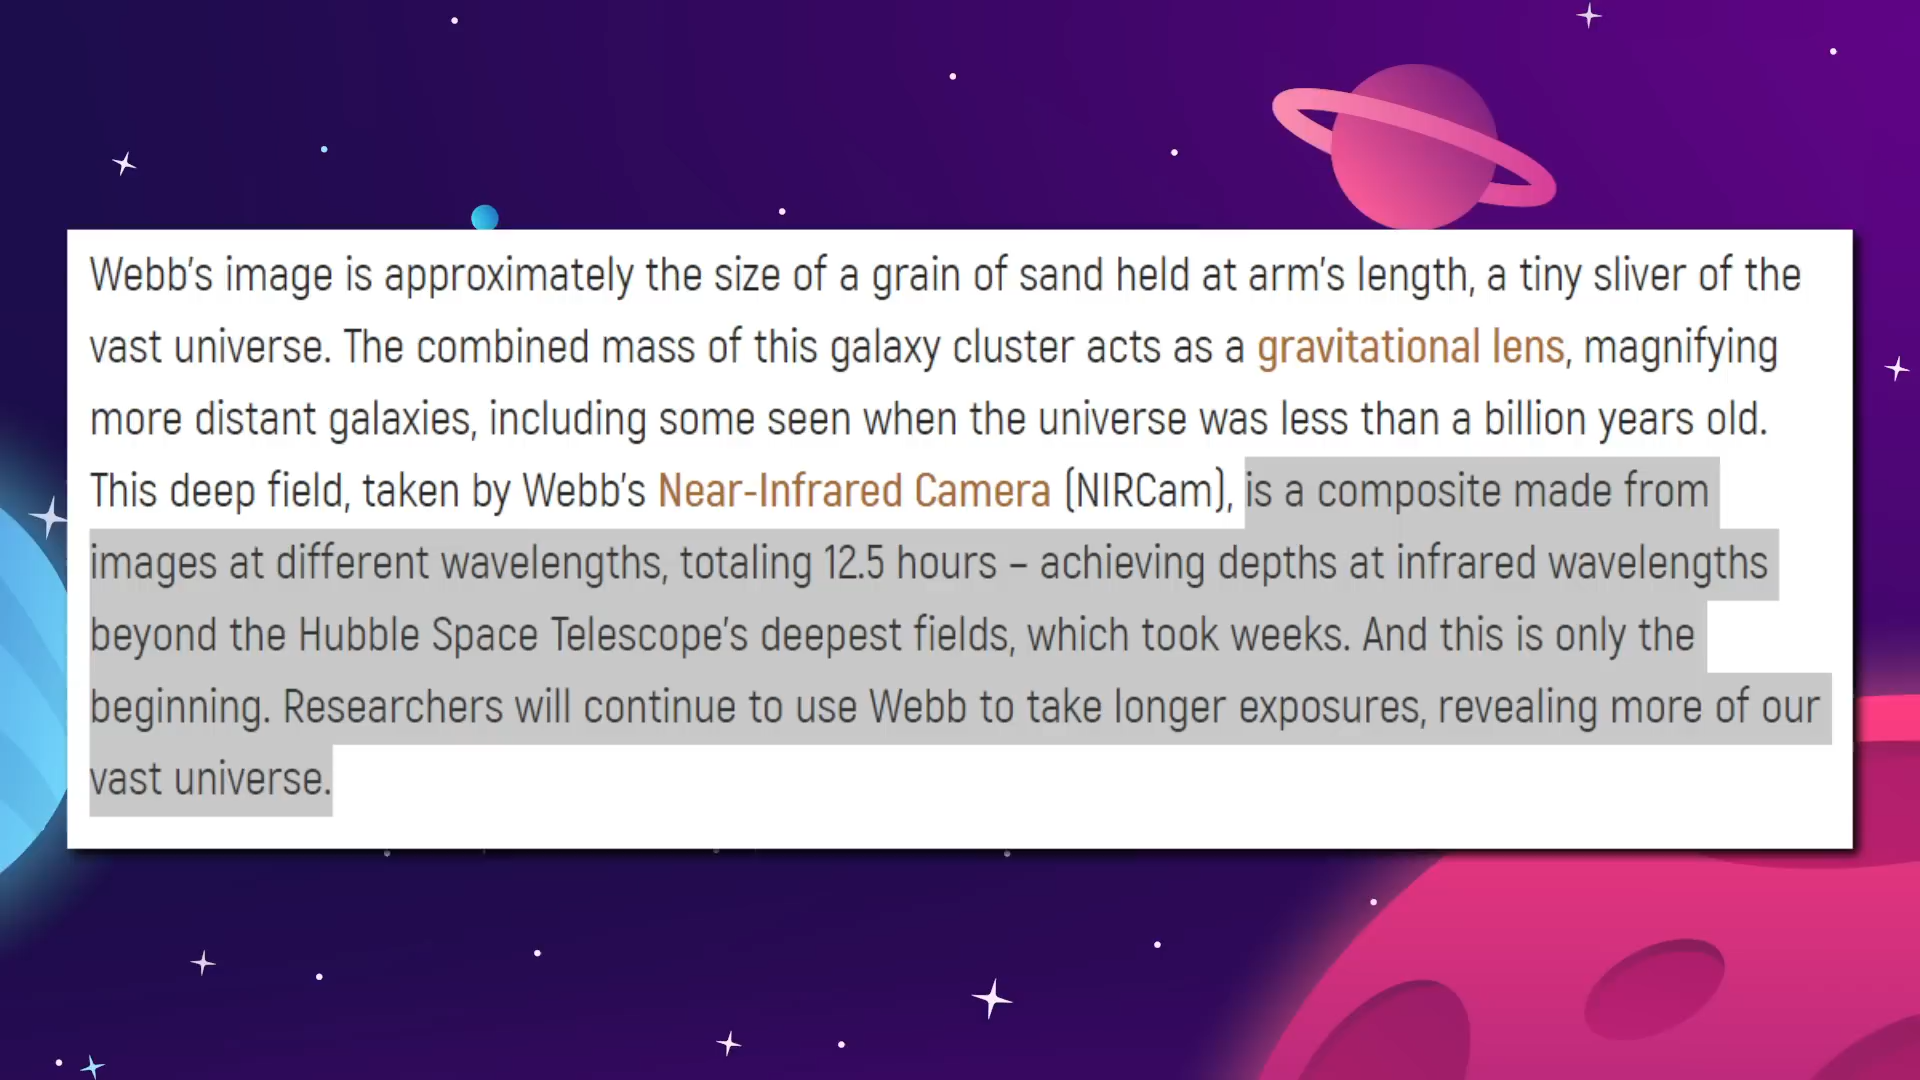 Webb's image is approximately the size of a grain of sand held at arm's length, a tiny sliver of the
vast universe. The combined mass of this galaxy cluster acts as a gravitational lens, magnifying
more distant galaxies, including some seen when the universe was less than a billion years old.
This deep field, taken by Webb's Near-Infrared Camera (NIRCam), is a composite made from
images at different wavelengths, totaling 12.5 hours – achieving depths at infrared wavelengths
beyond the Hubble Space Telescope's deepest fields, which took weeks. And this is only the
beginning. Researchers will continue to use Webb to take longer exposures, revealing more of our
vast universe.